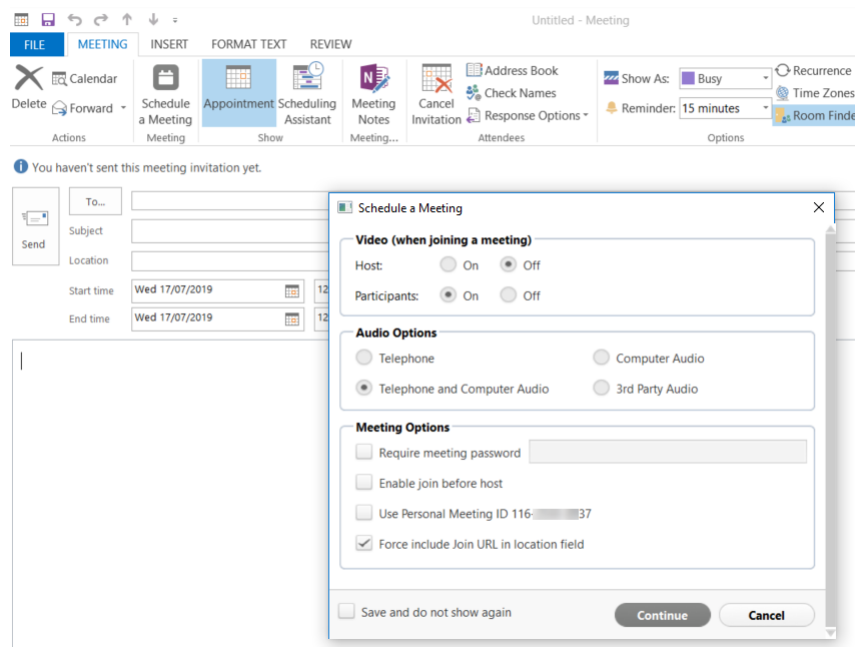 Untitled - Meeting
FILE MEETING INSERT FORMAT TEXT REVIEW
Delete
Calendar
Forward
Actions
Schedule
a Meeting
Meeting
Appointment
Scheduling
Assistant
Show
Meeting
Notes
Meeting...
Cancel
Invitation
Address Book
Check Names
Response Options
Attendees
Show As: Busy
Reminder: 15 minutes
Recurrence
Time Zones
Room Finde
Options
You haven't sent this meeting invitation yet.
Send
To...
Subject
Location
Start time Wed 17/07/2019 12
End time Wed 17/07/2019 12
Schedule a Meeting
Video (when joining a meeting)
Host: On Off
Participants: On Off
Audio Options
Telephone Computer Audio
Telephone and Computer Audio 3rd Party Audio
Meeting Options
Require meeting password
Enable join before host
Use Personal Meeting ID 116- 37
Force include Join URL in location field
Save and do not show again
Continue Cancel